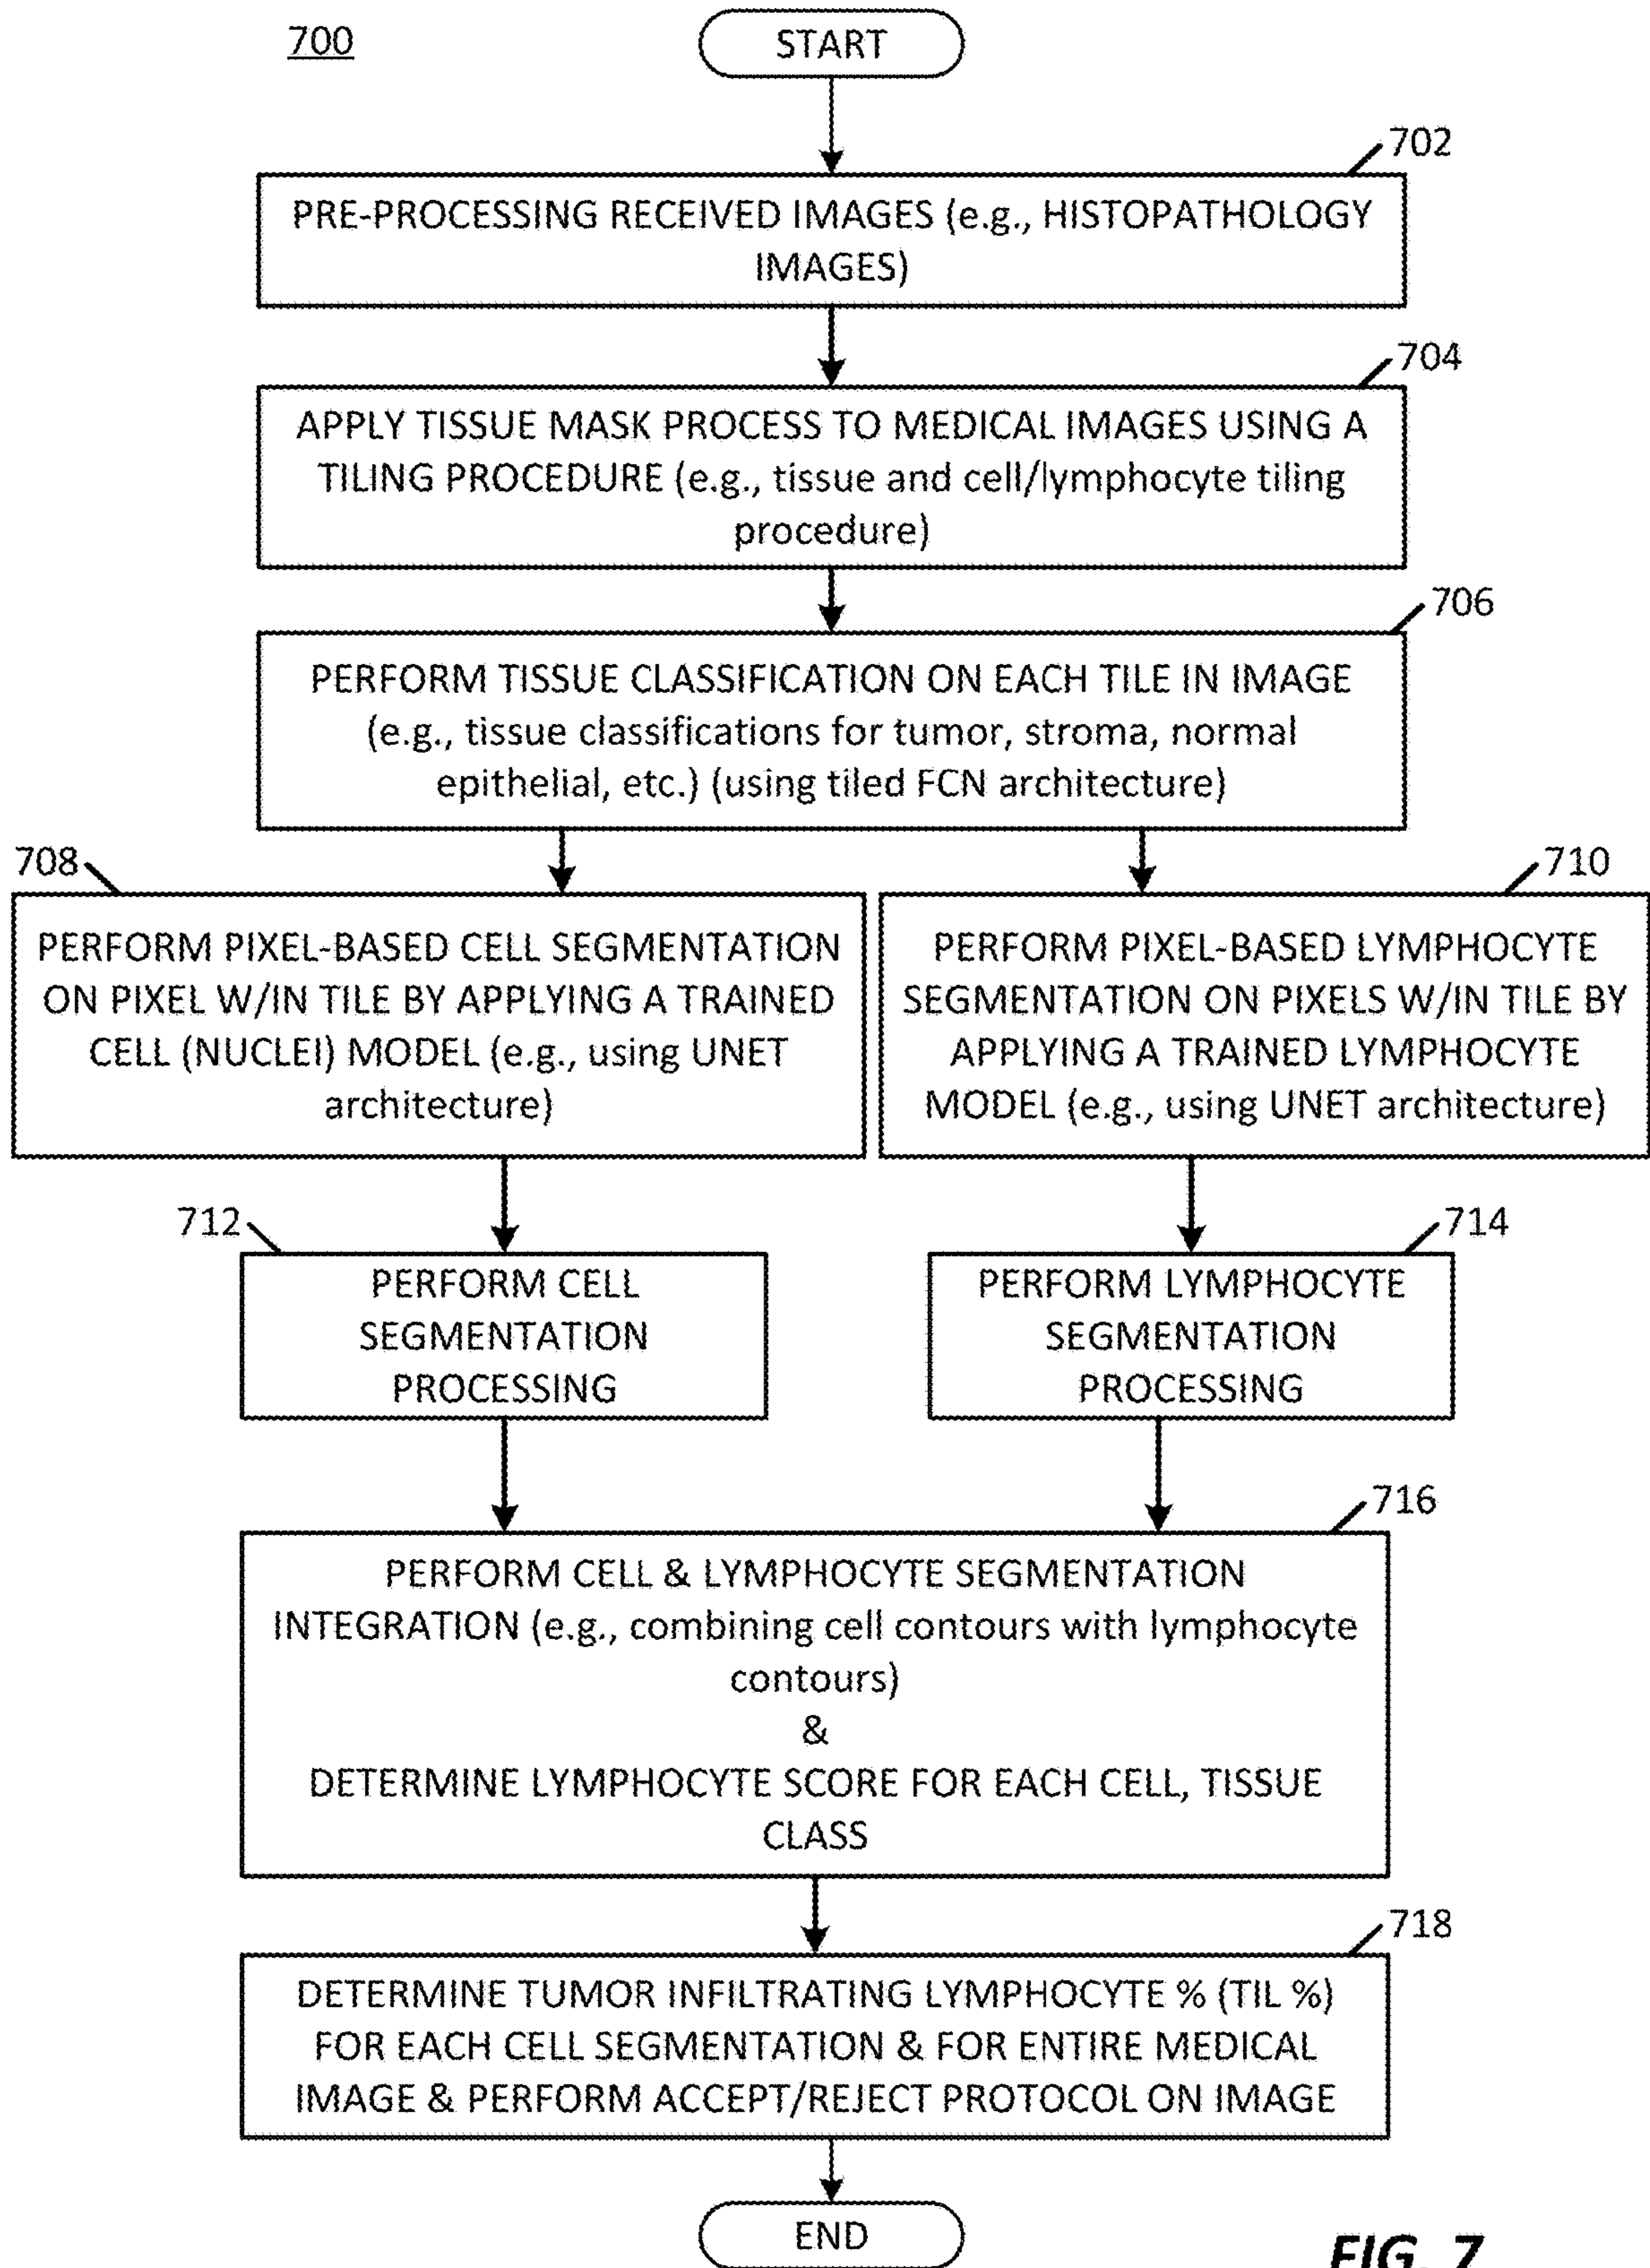 700
START
702
PRE-PROCESSING RECEIVED IMAGES (e.g., HISTOPATHOLOGY
IMAGES)
704
APPLY TISSUE MASK PROCESS TO MEDICAL IMAGES USING A
TILING PROCEDURE (e.g., tissue and cell/lymphocyte tiling
procedure)
706
PERFORM TISSUE CLASSIFICATION ON EACH TILE IN IMAGE
(e.g., tissue classifications for tumor, stroma, normal
epithelial, etc.) (using tiled FCN architecture)
708
PERFORM PIXEL-BASED CELL SEGMENTATION
ON PIXEL W/IN TILE BY APPLYING A TRAINED
CELL (NUCLEI) MODEL (e.g., using UNET
architecture)
710
PERFORM PIXEL-BASED LYMPHOCYTE
SEGMENTATION ON PIXELS W/IN TILE BY
APPLYING A TRAINED LYMPHOCYTE
MODEL (e.g., using UNET architecture)
712
PERFORM CELL
SEGMENTATION
PROCESSING
714
PERFORM LYMPHOCYTE
SEGMENTATION
PROCESSING
716
PERFORM CELL & LYMPHOCYTE SEGMENTATION
INTEGRATION (e.g., combining cell contours with lymphocyte
contours)
&
DETERMINE LYMPHOCYTE SCORE FOR EACH CELL, TISSUE
CLASS
718
DETERMINE TUMOR INFILTRATING LYMPHOCYTE % (TIL %)
FOR EACH CELL SEGMENTATION & FOR ENTIRE MEDICAL
IMAGE & PERFORM ACCEPT/REJECT PROTOCOL ON IMAGE
END
FIG. 7